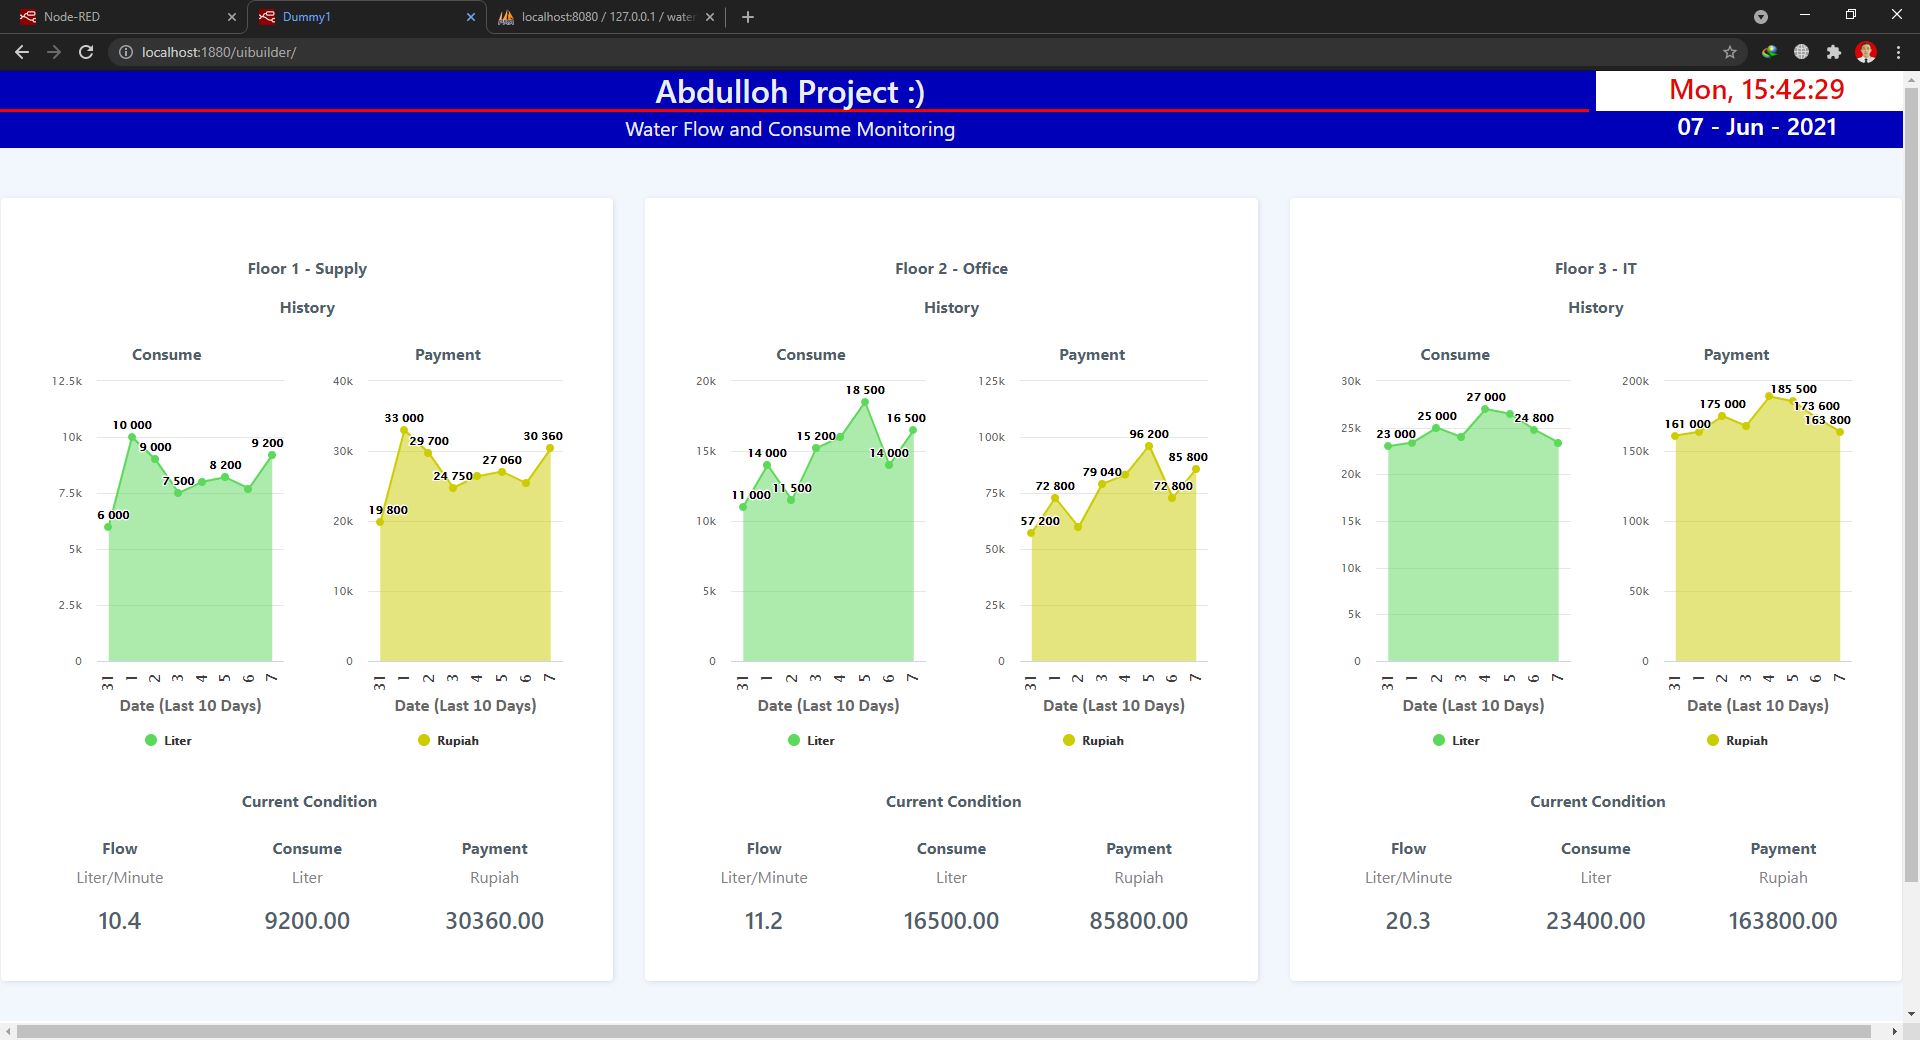 Node-RED
Dummy1
localhost:8080 / 127.0.0.1 / water
localhost:1880/uibuilder/
Abdulloh Project :)
Mon, 15:42:29
Water Flow and Consume Monitoring
07 - Jun - 2021
Floor 1 - Supply
History
Consume
12.5k
10k
7.5k
5k
2.5k
0
6 000
10 000
9 000
7 500
8 200
9 200
31 1 2 3 4 5 6 7
Date (Last 10 Days)
Liter
Payment
40k
30k
20k
10k
0
19 800
33 000
29 700
24 750
27 060
30 360
31 1 2 3 4 5 6 7
Date (Last 10 Days)
Rupiah
Current Condition
Flow Consume Payment
Liter/Minute Liter Rupiah
10.4 9200.00 30360.00
Floor 2 - Office
History
Consume
20k
15k
10k
5k
0
11 000
14 000
11 500
15 200
18 500
14 000
16 500
31 1 2 3 4 5 6 7
Date (Last 10 Days)
Liter
Payment
125k
100k
75k
50k
25k
0
57 200
72 800
79 040
96 200
72 800
85 800
31 1 2 3 4 5 6 7
Date (Last 10 Days)
Rupiah
Current Condition
Flow Consume Payment
Liter/Minute Liter Rupiah
11.2 16500.00 85800.00
Floor 3 - IT
History
Consume
30k
25k
20k
15k
10k
5k
0
23 000
25 000
27 000
24 800
31 1 2 3 4 5 6 7
Date (Last 10 Days)
Liter
Payment
200k
150k
100k
50k
0
161 000
175 000
185 500
173 600
163 800
31 1 2 3 4 5 6 7
Date (Last 10 Days)
Rupiah
Current Condition
Flow Consume Payment
Liter/Minute Liter Rupiah
20.3 23400.00 163800.00